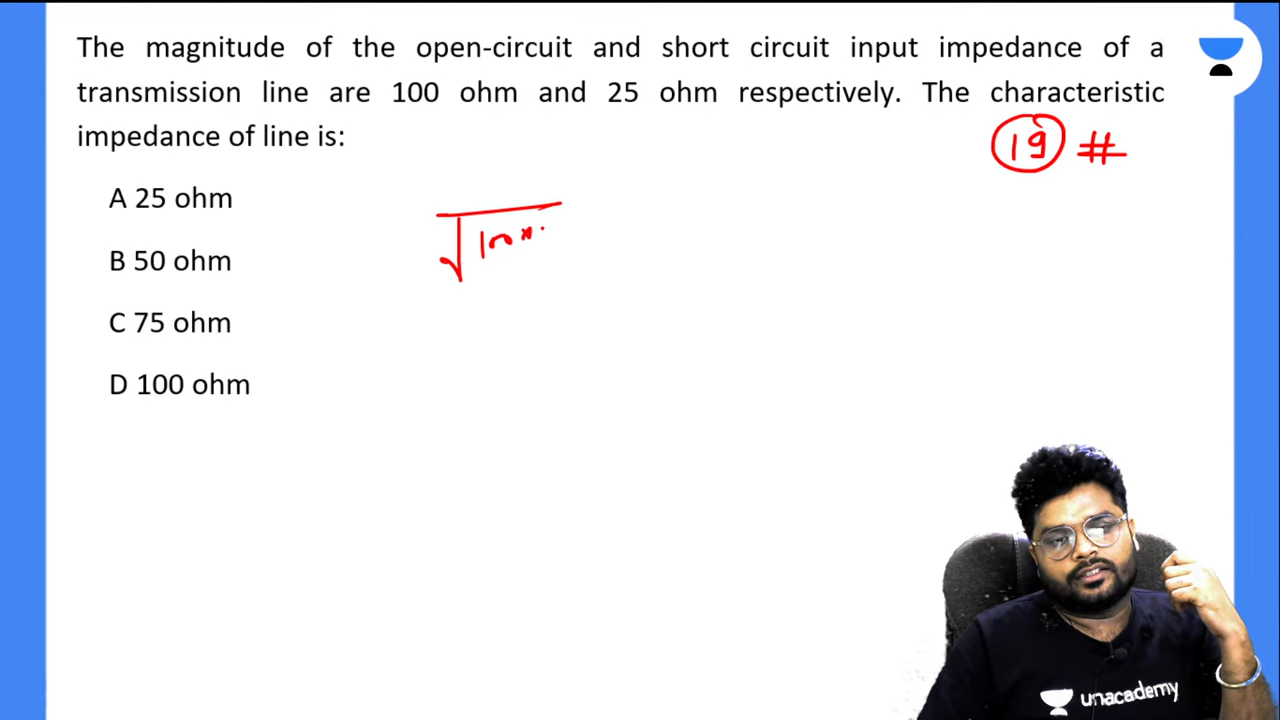 The magnitude of the open-circuit and short circuit input impedance of a
transmission line are 100 ohm and 25 ohm respectively. The characteristic
impedance of line is:
19 #
A 25 ohm
√100 x
B 50 ohm
C 75 ohm
D 100 ohm
unacademy